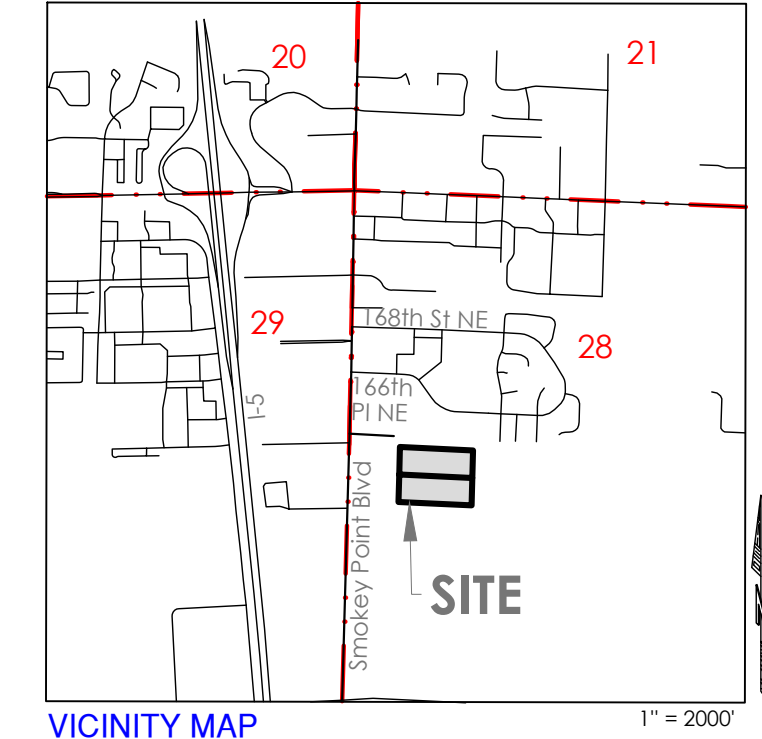 20
21
168th St NE
29
28
166th
Pl NE
I-5
Smokey Point Blvd
SITE
VICINITY MAP
1" = 2000'